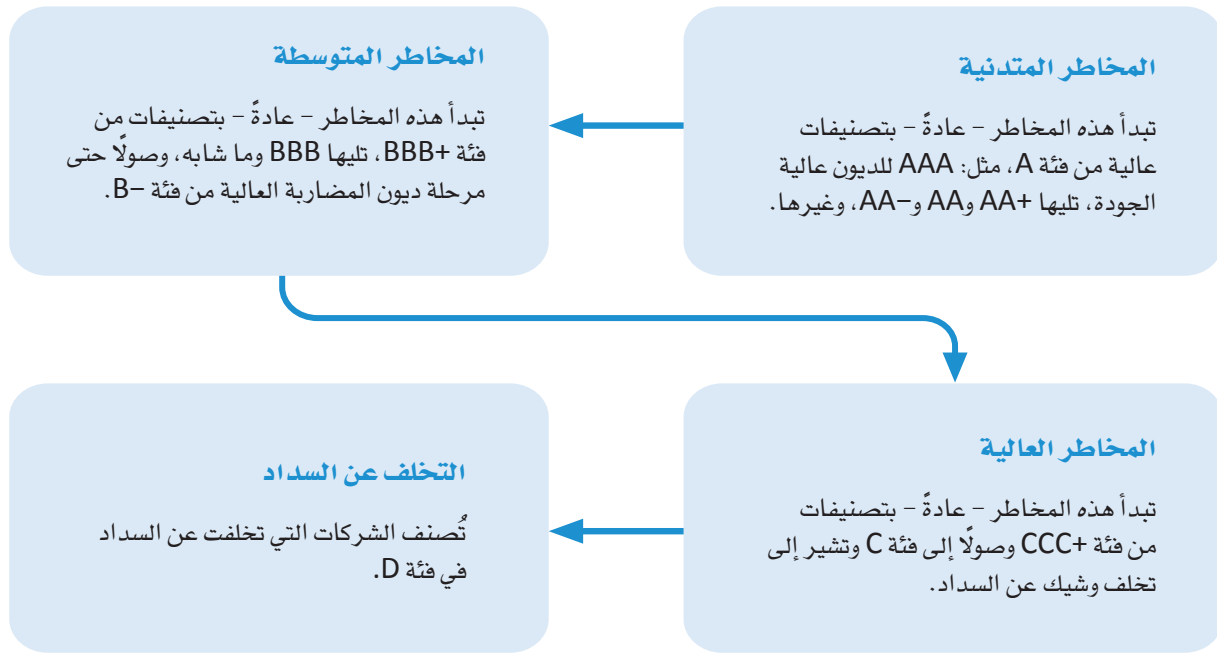 المخاطر المتدنية
تبدأ هذه المخاطر – عادةً – بتصنيفات
عالية من فئة A، مثل: AAA للديون عالية
الجودة، تليها +AA وAA و–AA، وغيرها.
المخاطر المتوسطة
تبدأ هذه المخاطر – عادةً – بتصنيفات من
فئة +BBB، تليها BBB وما شابه، وصولًا حتى
مرحلة ديون المضاربة العالية من فئة –B.
المخاطر العالية
تبدأ هذه المخاطر – عادةً – بتصنيفات
من فئة +CCC وصولًا إلى فئة C وتشير إلى
تخلف وشيك عن السداد.
التخلف عن السداد
تُصنف الشركات التي تخلفت عن السداد
في فئة D.